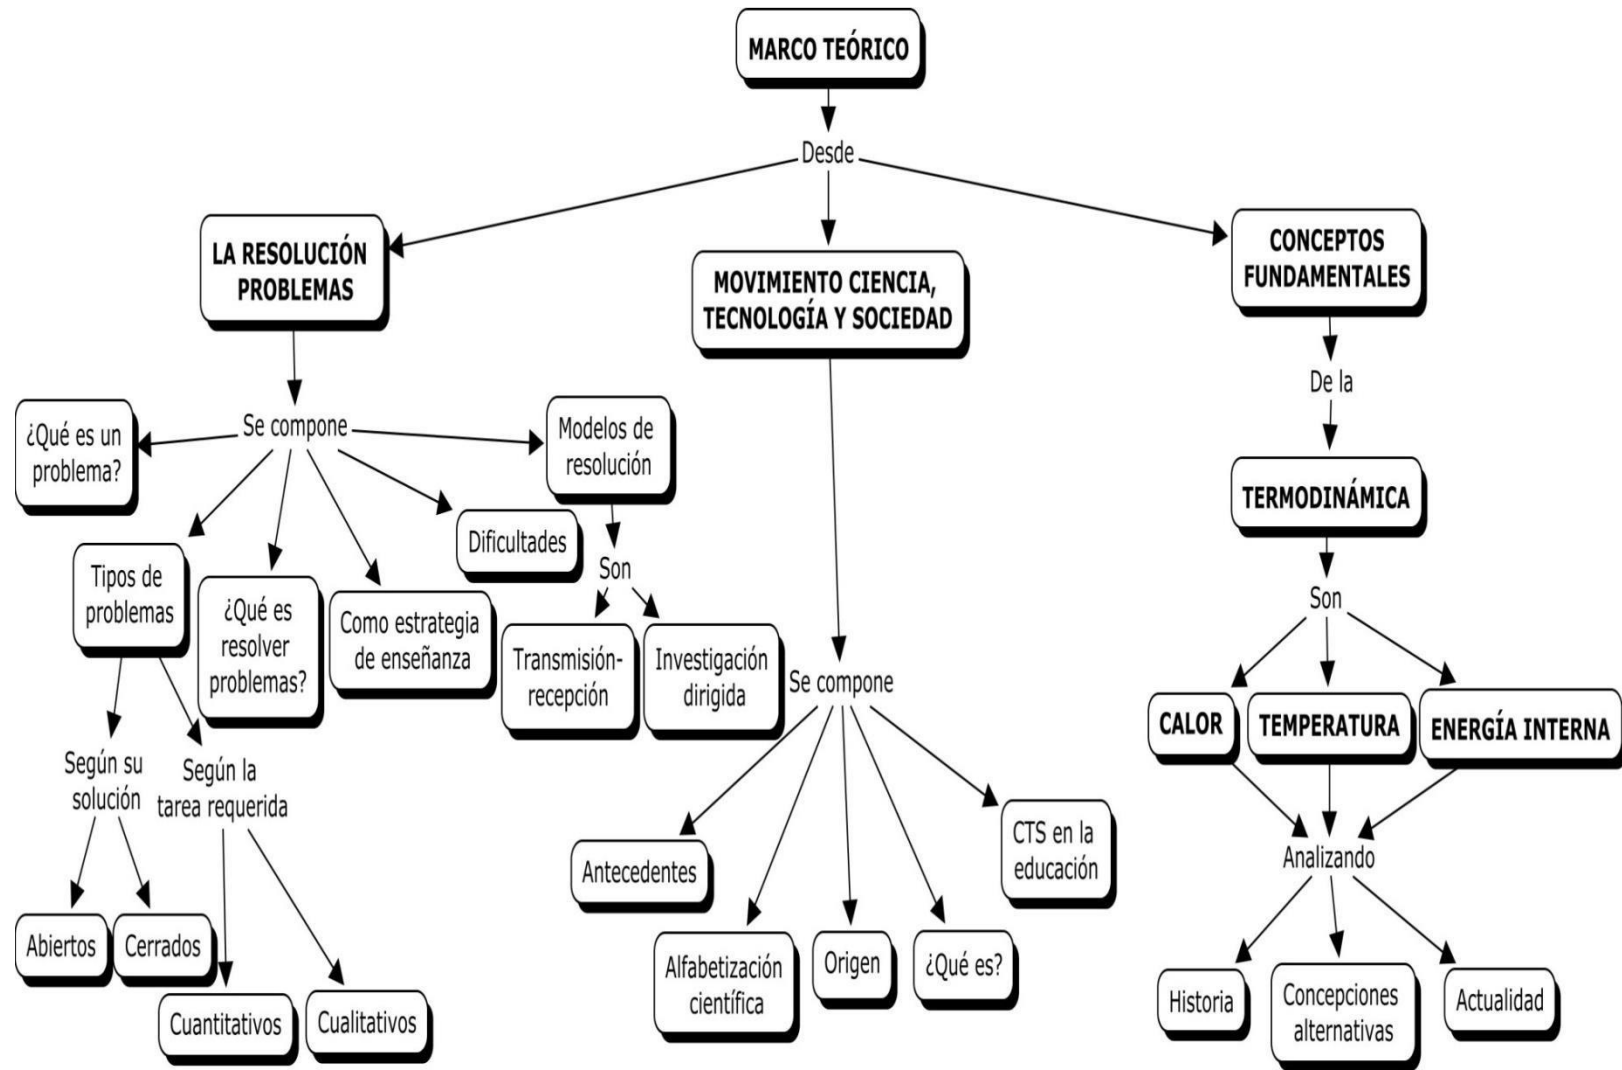 MARCO TEÓRICO
Desde
LA RESOLUCIÓN
PROBLEMAS
MOVIMIENTO CIENCIA,
TECNOLOGÍA Y SOCIEDAD
CONCEPTOS
FUNDAMENTALES
Se compone
¿Qué es un
problema?
Tipos de
problemas
¿Qué es
resolver
problemas?
Como estrategia
de enseñanza
Dificultades
Modelos de
resolución
Son
Transmisión-
recepción
Investigación
dirigida
Según su
solución
Según la
tarea requerida
Abiertos
Cerrados
Cuantitativos
Cualitativos
Se compone
Antecedentes
Alfabetización
científica
Origen
¿Qué es?
CTS en la
educación
De la
TERMODINÁMICA
Son
CALOR
TEMPERATURA
ENERGÍA INTERNA
Analizando
Historia
Concepciones
alternativas
Actualidad